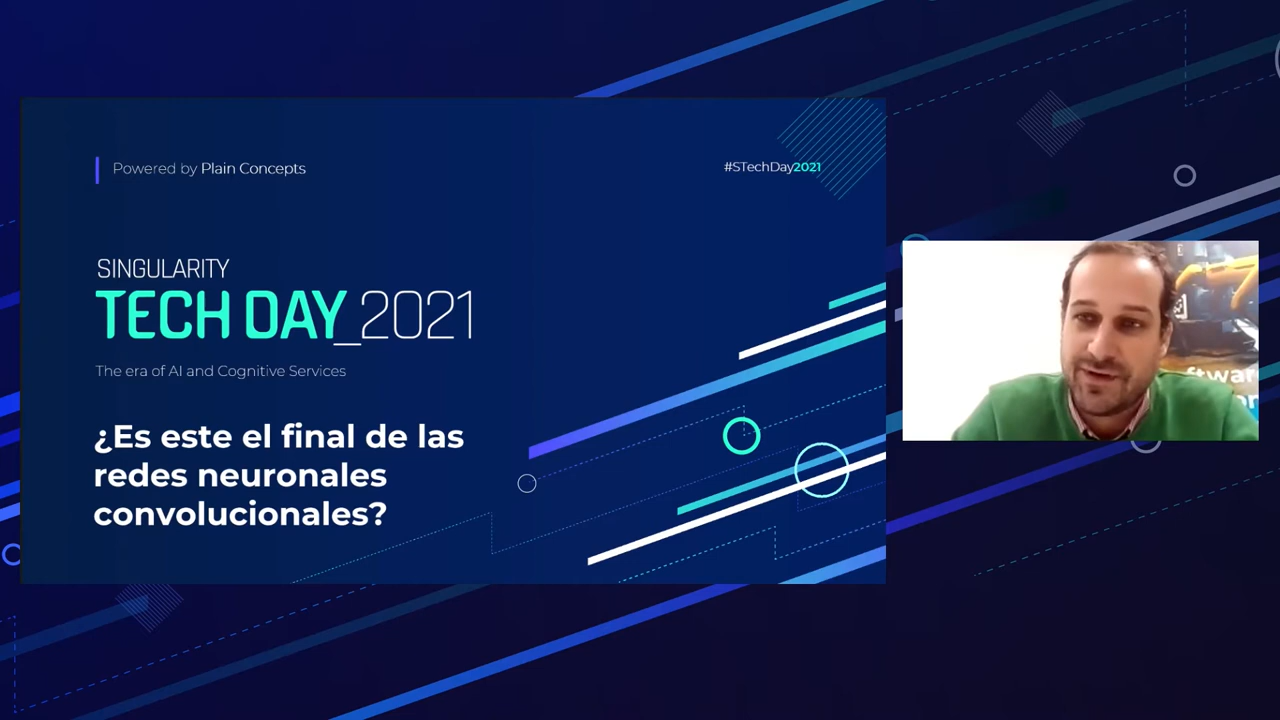 Powered by Plain Concepts
#STechDay2021
SINGULARITY
TECH DAY_2021
The era of AI and Cognitive Services
¿Es este el final de las
redes neuronales
convolucionales?
ftwar